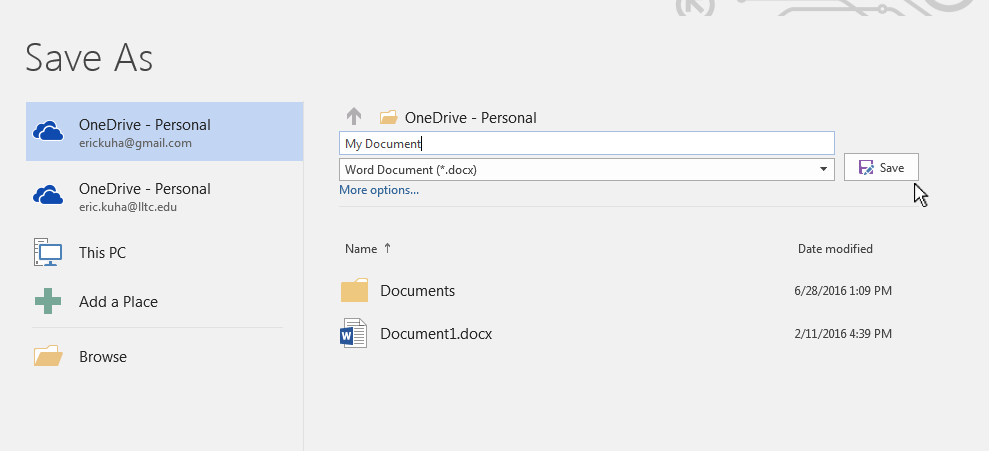 Save As
OneDrive - Personal
erickuha@gmail.com
OneDrive - Personal
eric.kuha@lltc.edu
This PC
Add a Place
Browse
OneDrive - Personal
My Document
Word Document (*.docx)
Save
More options...
Name ↑ Date modified
Documents 6/28/2016 1:09 PM
Document1.docx 2/11/2016 4:39 PM